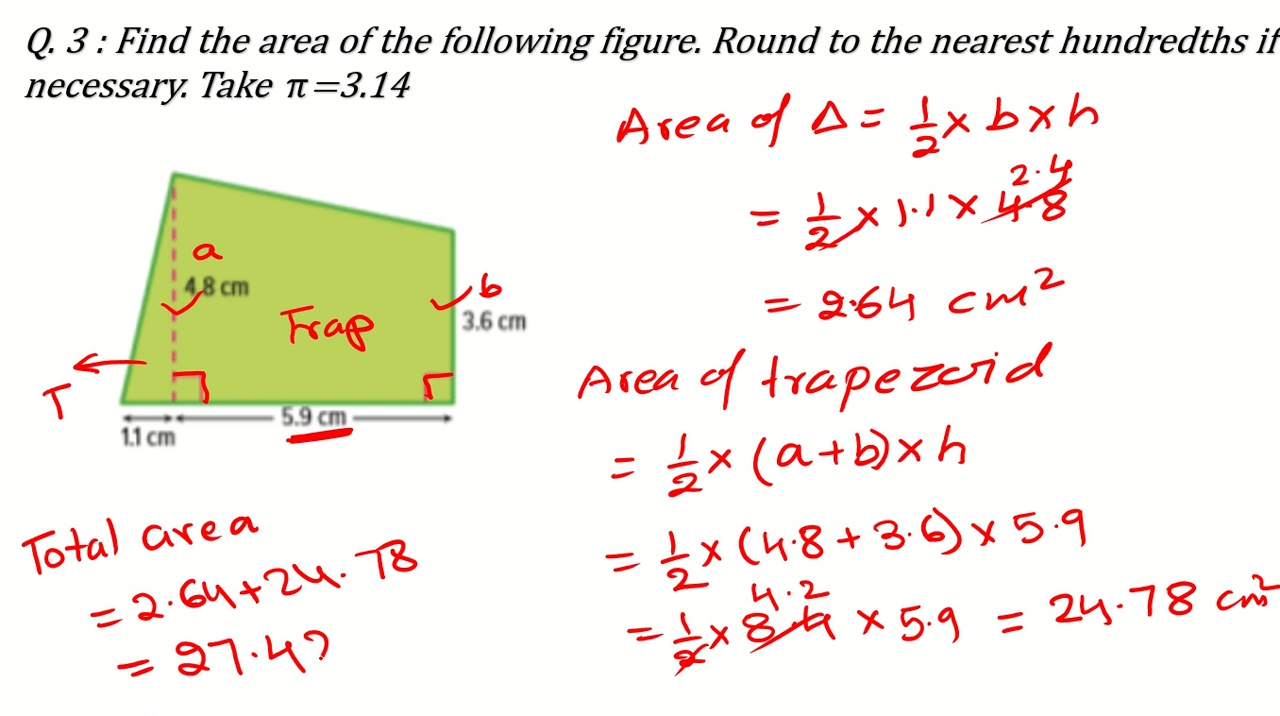 Q. 3 : Find the area of the following figure. Round to the nearest hundredths if
necessary. Take π=3.14
Area of Δ = 1/2 × b × h
2.4
= 1/2 × 1.1 × 4.8
= 2.64 cm²
a
4.8 cm
b
3.6 cm
Trap
T
5.9 cm
1.1 cm
Area of trapezoid
= 1/2 × (a+b) × h
= 1/2 × (4.8 + 3.6) × 5.9
4.2
= 1/2 × 8.4 × 5.9 = 24.78 cm²
Total area
= 2.64 + 24.78
= 27.4